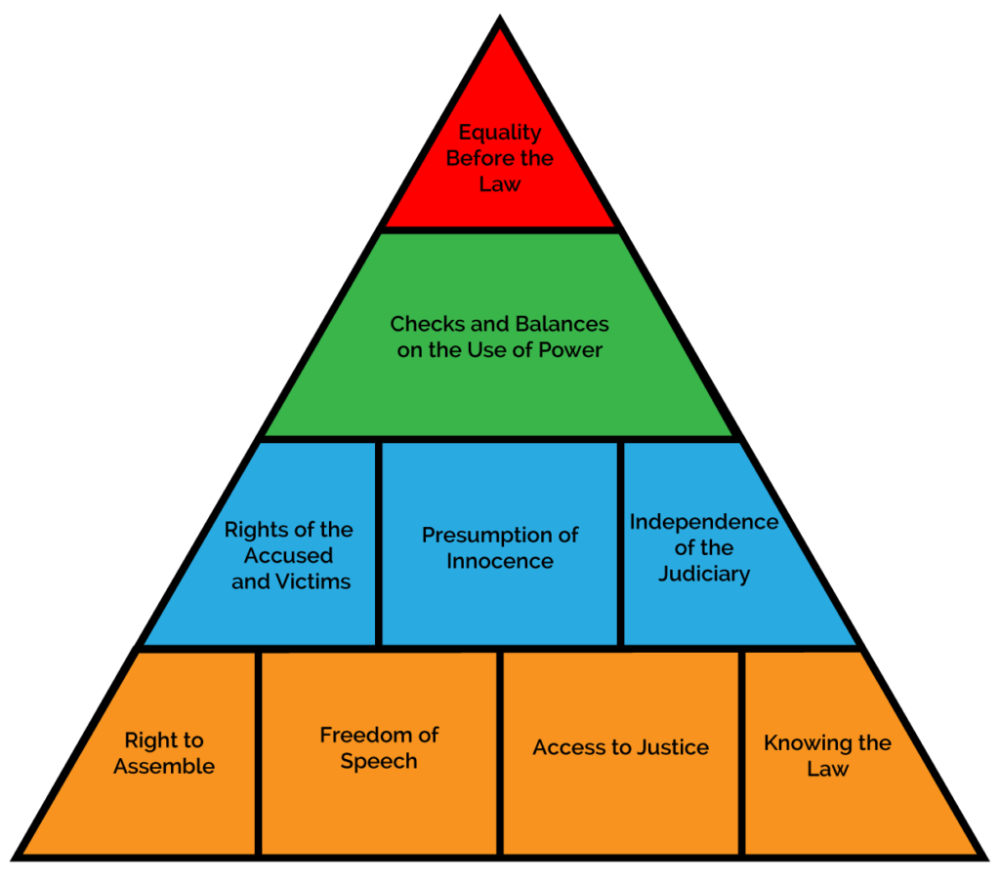 Equality
Before the
Law
Checks and Balances
on the Use of Power
Rights of the
Accused
and Victims
Presumption of
Innocence
Independence
of the
Judiciary
Right to
Assemble
Freedom of
Speech
Access to Justice
Knowing the
Law